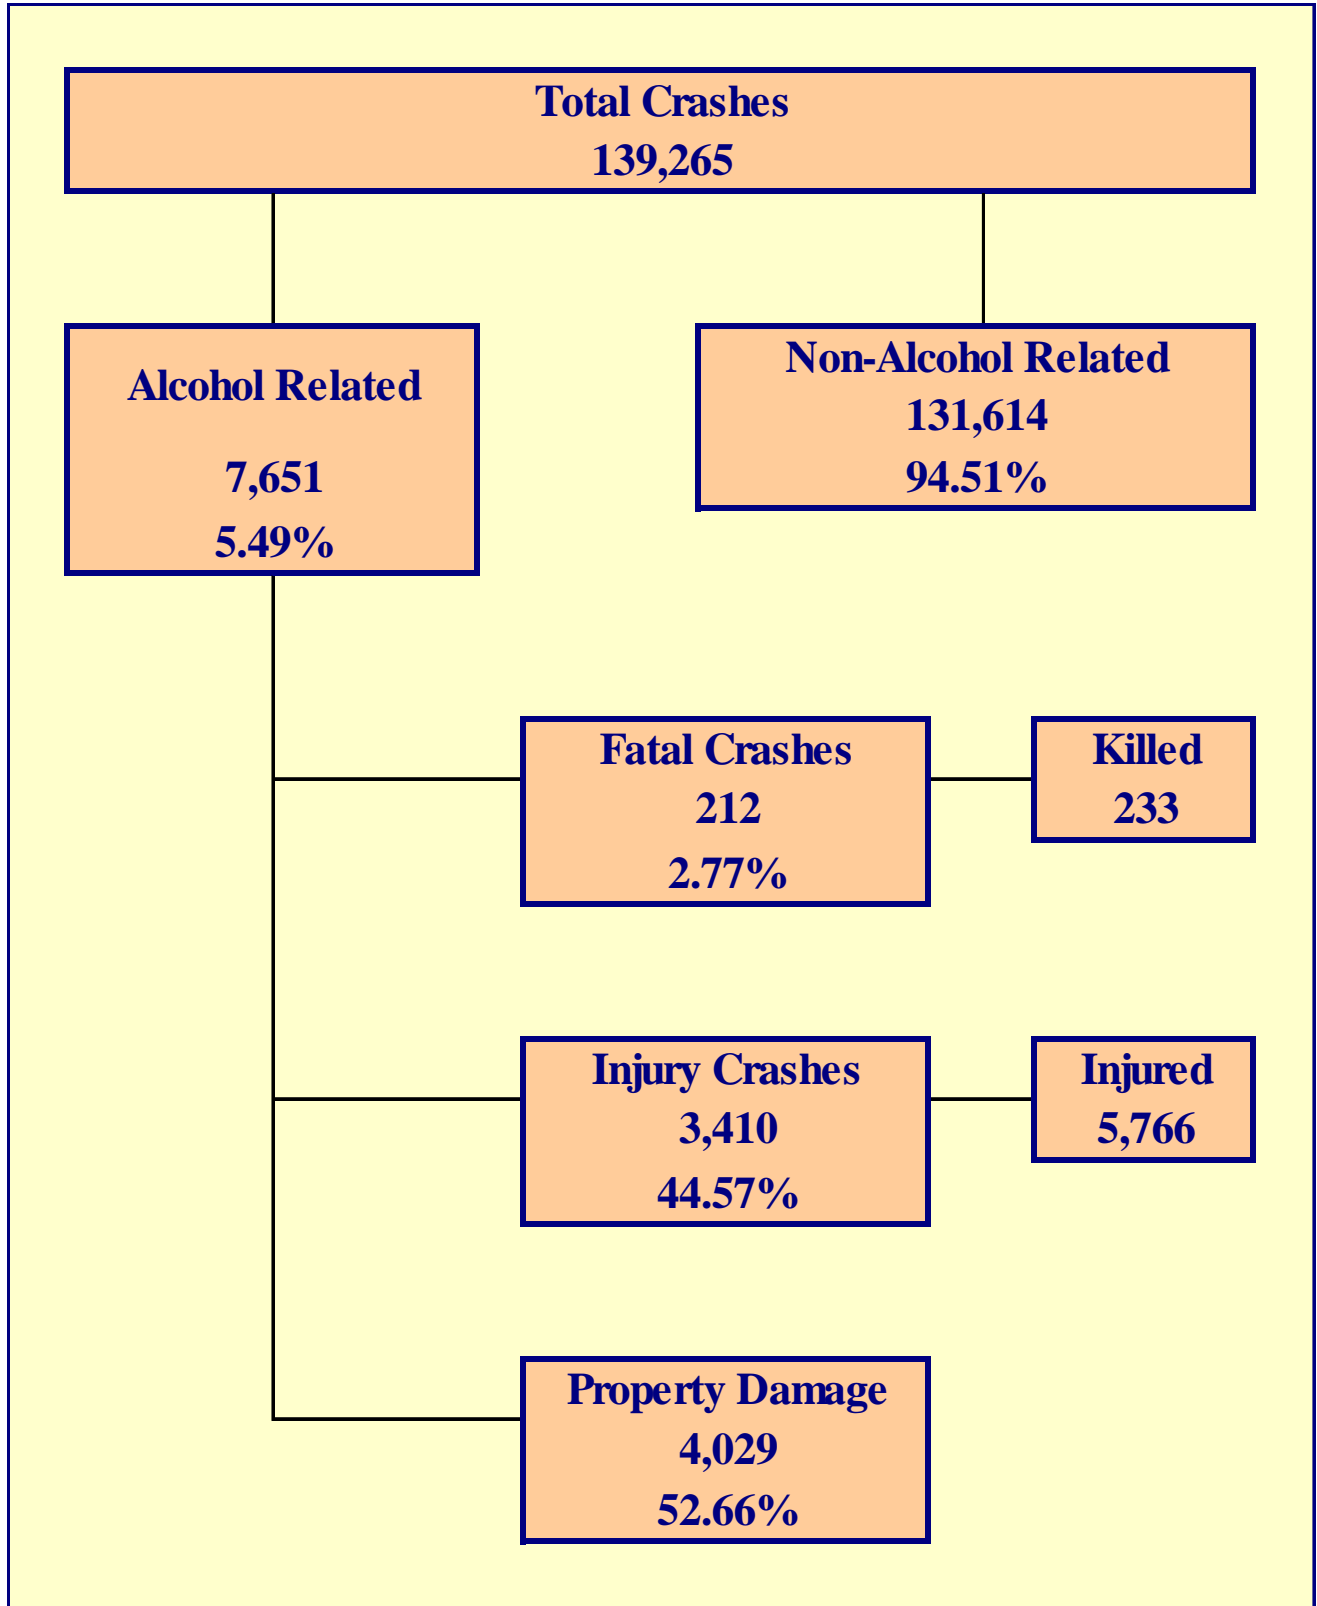 Total Crashes
139,265
Alcohol Related
7,651
5.49%
Non-Alcohol Related
131,614
94.51%
Fatal Crashes
212
2.77%
Killed
233
Injury Crashes
3,410
44.57%
Injured
5,766
Property Damage
4,029
52.66%